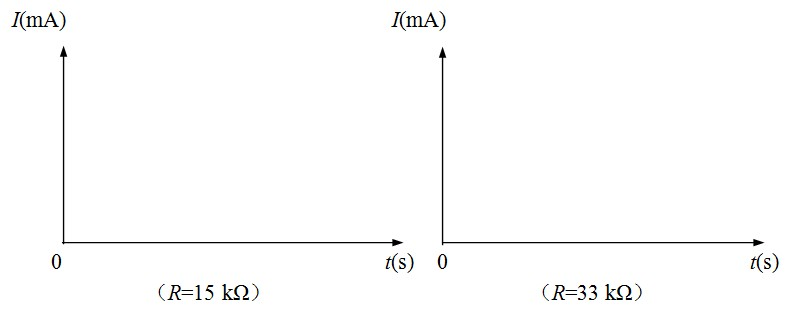 I(mA) I(mA)
0 t(s) 0 t(s)
（R=15 kΩ） （R=33 kΩ）